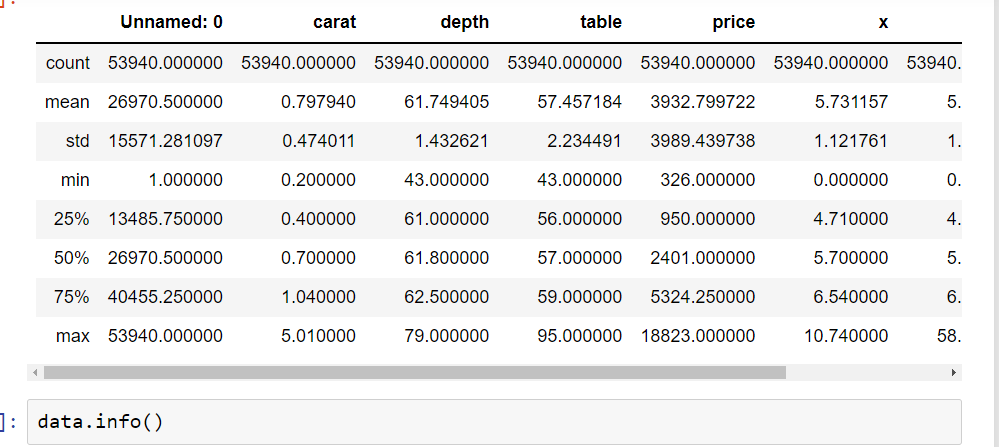 ]:
Unnamed: 0 carat depth table price x
count 53940.000000 53940.000000 53940.000000 53940.000000 53940.000000 53940.000000 53940.
mean 26970.500000 0.797940 61.749405 57.457184 3932.799722 5.731157 5.
std 15571.281097 0.474011 1.432621 2.234491 3989.439738 1.121761 1.
min 1.000000 0.200000 43.000000 43.000000 326.000000 0.000000 0.
25% 13485.750000 0.400000 61.000000 56.000000 950.000000 4.710000 4.
50% 26970.500000 0.700000 61.800000 57.000000 2401.000000 5.700000 5.
75% 40455.250000 1.040000 62.500000 59.000000 5324.250000 6.540000 6.
max 53940.000000 5.010000 79.000000 95.000000 18823.000000 10.740000 58.
]: data.info()